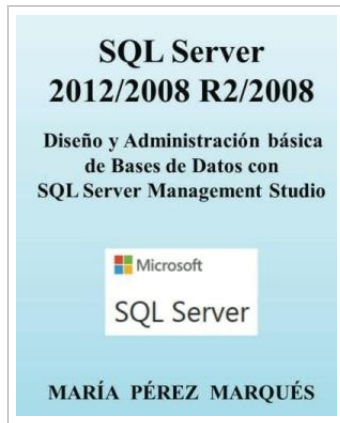 SQL Server
2012/2008 R2/2008
Diseño y Administración básica
de Bases de Datos con
SQL Server Management Studio
Microsoft
SQL Server
MARÍA PÉREZ MARQUÉS